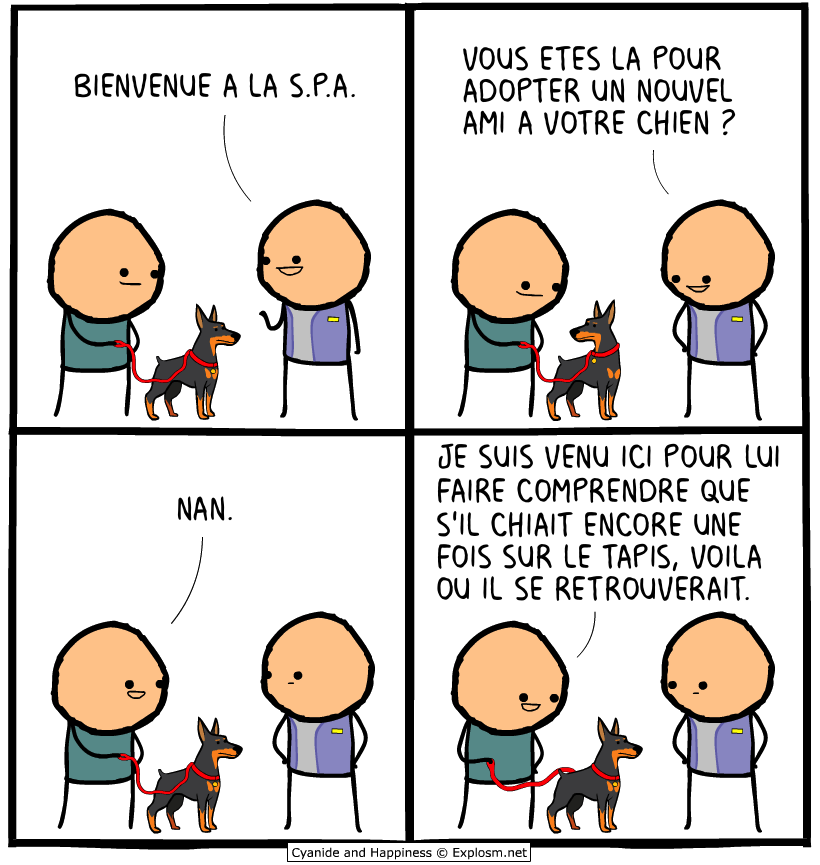 BIENVENUE A LA S.P.A.
VOUS ETES LA POUR
ADOPTER UN NOUVEL
AMI A VOTRE CHIEN ?
NAN.
JE SUIS VENU ICI POUR LUI
FAIRE COMPRENDRE QUE
S'IL CHIAIT ENCORE UNE
FOIS SUR LE TAPIS, VOILA
OU IL SE RETROUVERAIT.
Cyanide and Happiness © Explosm.net